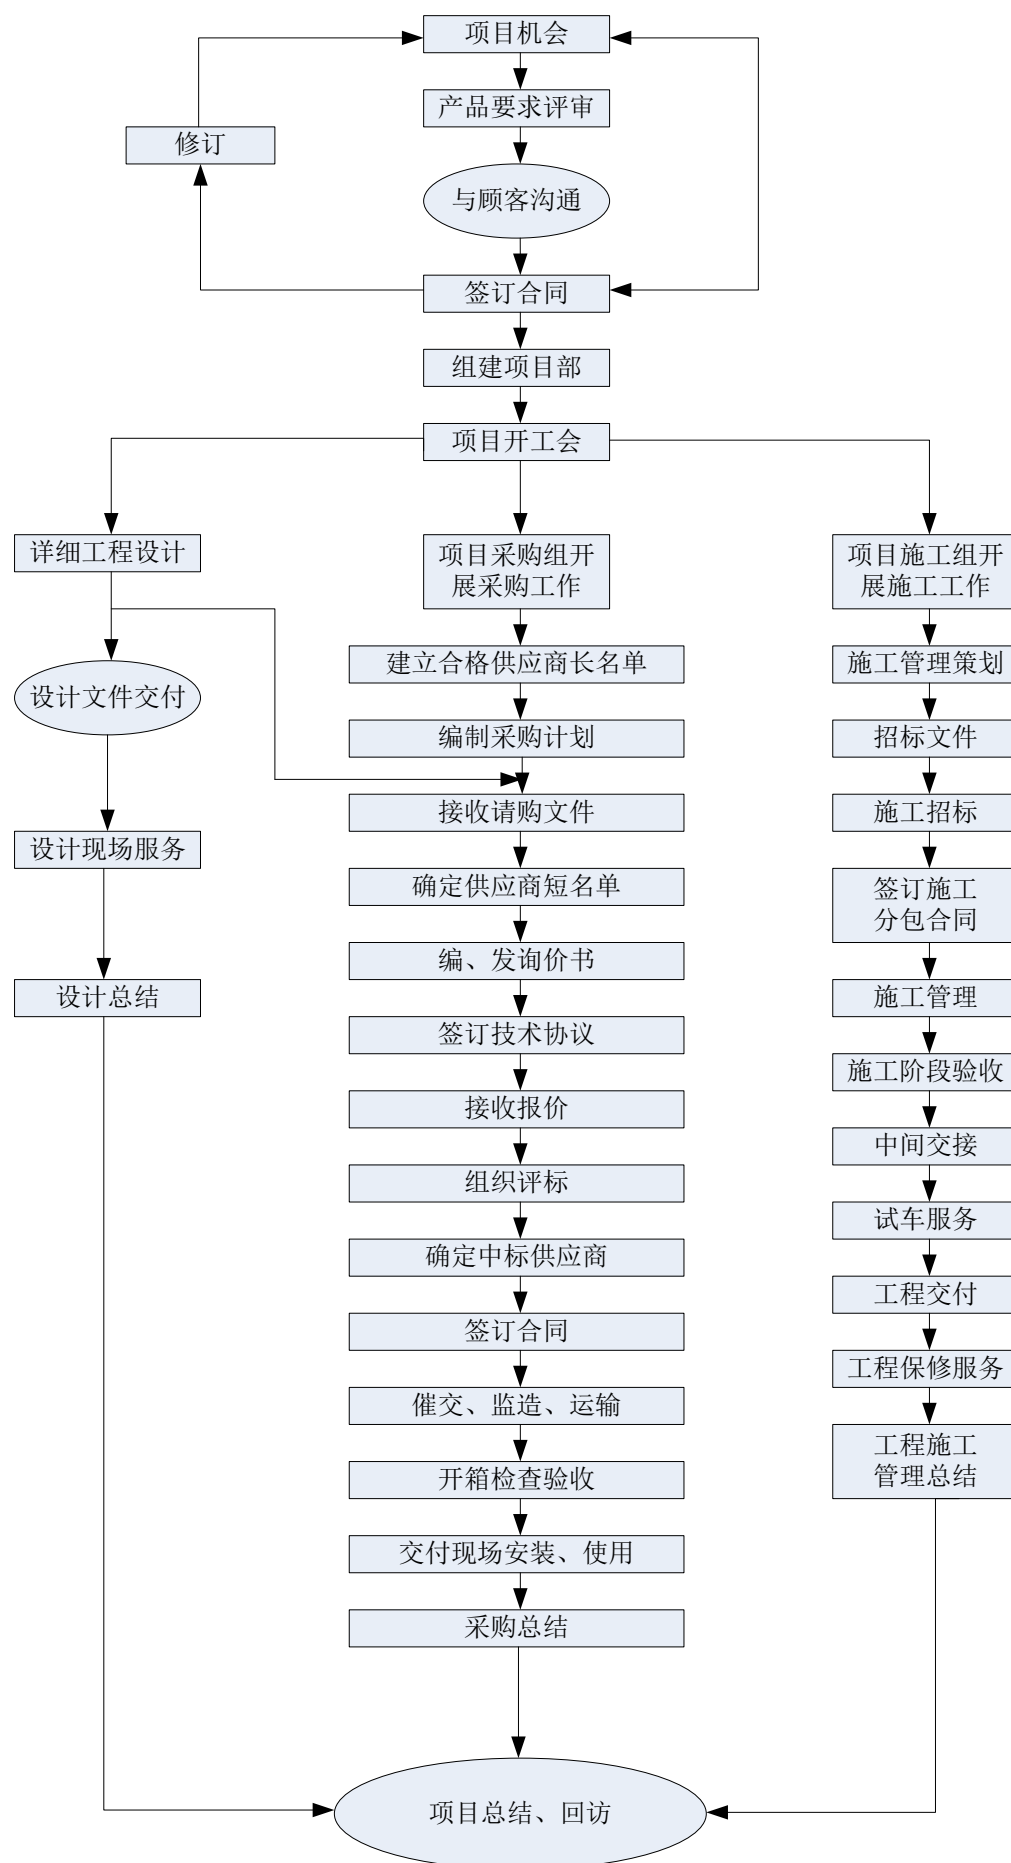 项目机会
产品要求评审
修订
与顾客沟通
签订合同
组建项目部
项目开工会
详细工程设计
设计文件交付
设计现场服务
设计总结
项目采购组开
展采购工作
建立合格供应商长名单
编制采购计划
接收请购文件
确定供应商短名单
编、发询价书
签订技术协议
接收报价
组织评标
确定中标供应商
签订合同
催交、监造、运输
开箱检查验收
交付现场安装、使用
采购总结
项目施工组开
展施工工作
施工管理策划
招标文件
施工招标
签订施工
分包合同
施工管理
施工阶段验收
中间交接
试车服务
工程交付
工程保修服务
工程施工
管理总结
项目总结、回访